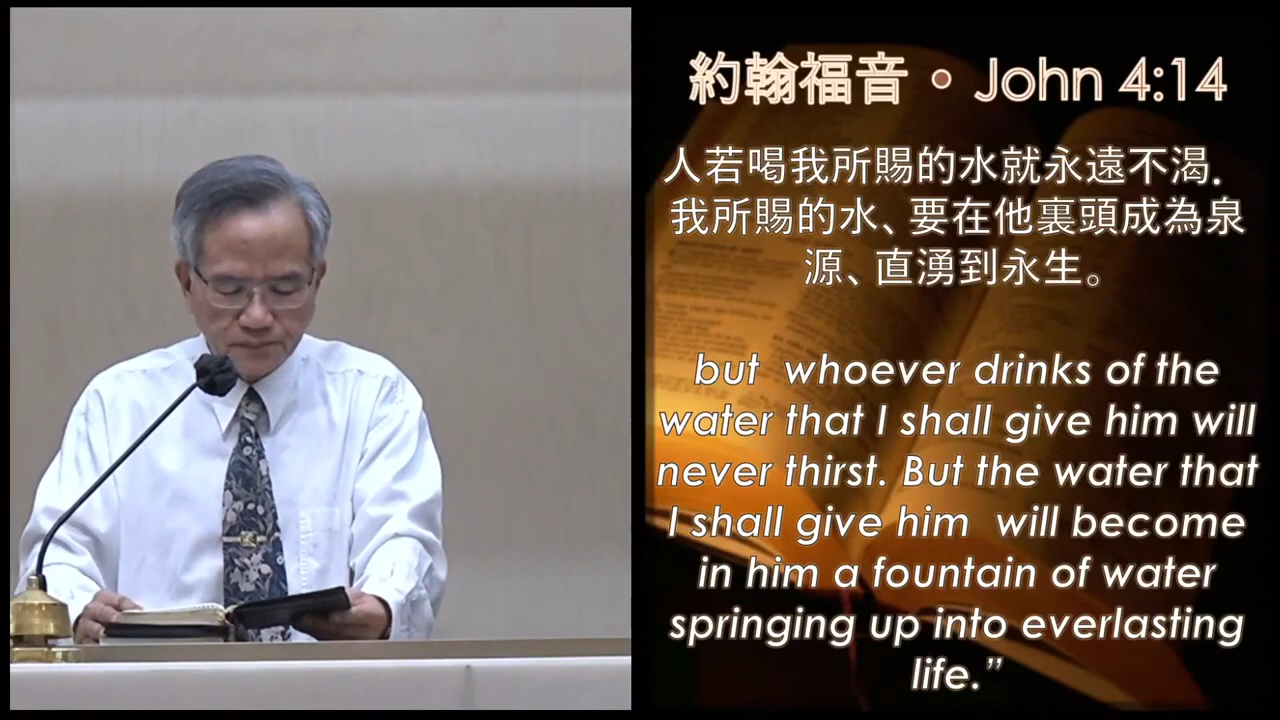 約翰福音 • John 4:14
人若喝我所賜的水就永遠不渴.
我所賜的水、要在他裏頭成為泉
源、直湧到永生。
but  whoever drinks of the
water that I shall give him will
never thirst. But the water that
I shall give him  will become
in him a fountain of water
springing up into everlasting
life.”